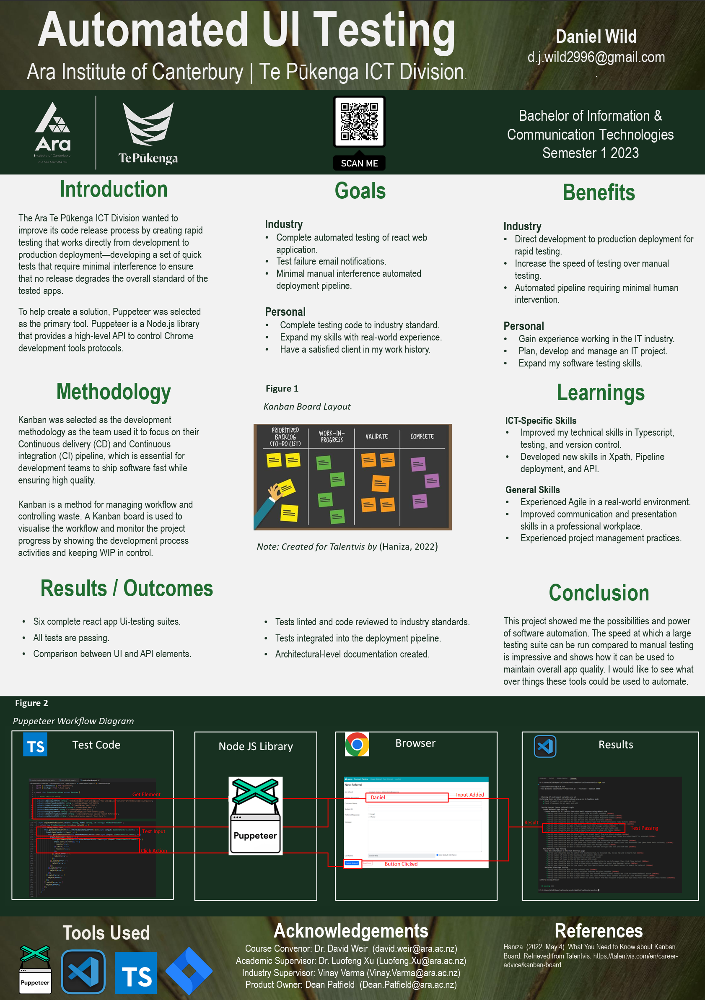 Automated UI Testing
Ara Institute of Canterbury | Te Pūkenga ICT Division.
Daniel Wild
d.j.wild2996@gmail.com
.
Ara
Institute of Canterbury
Ara rau, taumata rau
Te Pūkenga
SCAN ME
Bachelor of Information &
Communication Technologies
Semester 1 2023
Introduction
The Ara Te Pūkenga ICT Division wanted to
improve its code release process by creating rapid
testing that works directly from development to
production deployment—developing a set of quick
tests that require minimal interference to ensure
that no release degrades the overall standard of the
tested apps.
To help create a solution, Puppeteer was selected
as the primary tool. Puppeteer is a Node.js library
that provides a high-level API to control Chrome
development tools protocols.
Goals
Industry
• Complete automated testing of react web
application.
• Test failure email notifications.
• Minimal manual interference automated
deployment pipeline.
Personal
• Complete testing code to industry standard.
• Expand my skills with real-world experience.
• Have a satisfied client in my work history.
Benefits
Industry
• Direct development to production deployment for
rapid testing.
• Increase the speed of testing over manual
testing.
• Automated pipeline requiring minimal human
intervention.
Personal
• Gain experience working in the IT industry.
• Plan, develop and manage an IT project.
• Expand my software testing skills.
Methodology
Kanban was selected as the development
methodology as the team used it to focus on their
Continuous delivery (CD) and Continuous
integration (CI) pipeline, which is essential for
development teams to ship software fast while
ensuring high quality.
Kanban is a method for managing workflow and
controlling waste. A Kanban board is used to
visualise the workflow and monitor the project
progress by showing the development process
activities and keeping WIP in control.
Figure 1
Kanban Board Layout
PRIORITIZED
BACKLOG
(TO-DO LIST)
WORK-IN-
PROGRESS
VALIDATE
COMPLETE
Note: Created for Talentvis by (Haniza, 2022)
Learnings
ICT-Specific Skills
• Improved my technical skills in Typescript,
testing, and version control.
• Developed new skills in Xpath, Pipeline
deployment, and API.
General Skills
• Experienced Agile in a real-world environment.
• Improved communication and presentation
skills in a professional workplace.
• Experienced project management practices.
Results / Outcomes
• Six complete react app Ui-testing suites.
• All tests are passing.
• Comparison between UI and API elements.
• Tests linted and code reviewed to industry standards.
• Tests integrated into the deployment pipeline.
• Architectural-level documentation created.
Conclusion
This project showed me the possibilities and power
of software automation. The speed at which a large
testing suite can be run compared to manual testing
is impressive and shows how it can be used to
maintain overall app quality. I would like to see what
over things these tools could be used to automate.
Figure 2
Puppeteer Workflow Diagram
TS
Test Code
Get Element
Text Input
Click Action
Node JS Library
Puppeteer
Browser
Ara Contact Centre
New Referral
Daniel
Input Added
Customer Name
Student ID
Preferred Response
Email
Phone
Message
CSR Name
Daniel Wild
Submit Referral
Button Clicked
Results
Result
Test Passing
Tools Used
Puppeteer
TS
Acknowledgements
Course Convenor: Dr. David Weir (david.weir@ara.ac.nz)
Academic Supervisor: Dr. Luofeng Xu (Luofeng.Xu@ara.ac.nz)
Industry Supervisor: Vinay Varma (Vinay.Varma@ara.ac.nz)
Product Owner: Dean Patfield (Dean.Patfield@ara.ac.nz)
References
Haniza. (2022, May 4). What You Need to Know about Kanban
Board. Retrieved from Talentvis: https://talentvis.com/en/career-
advice/kanban-board